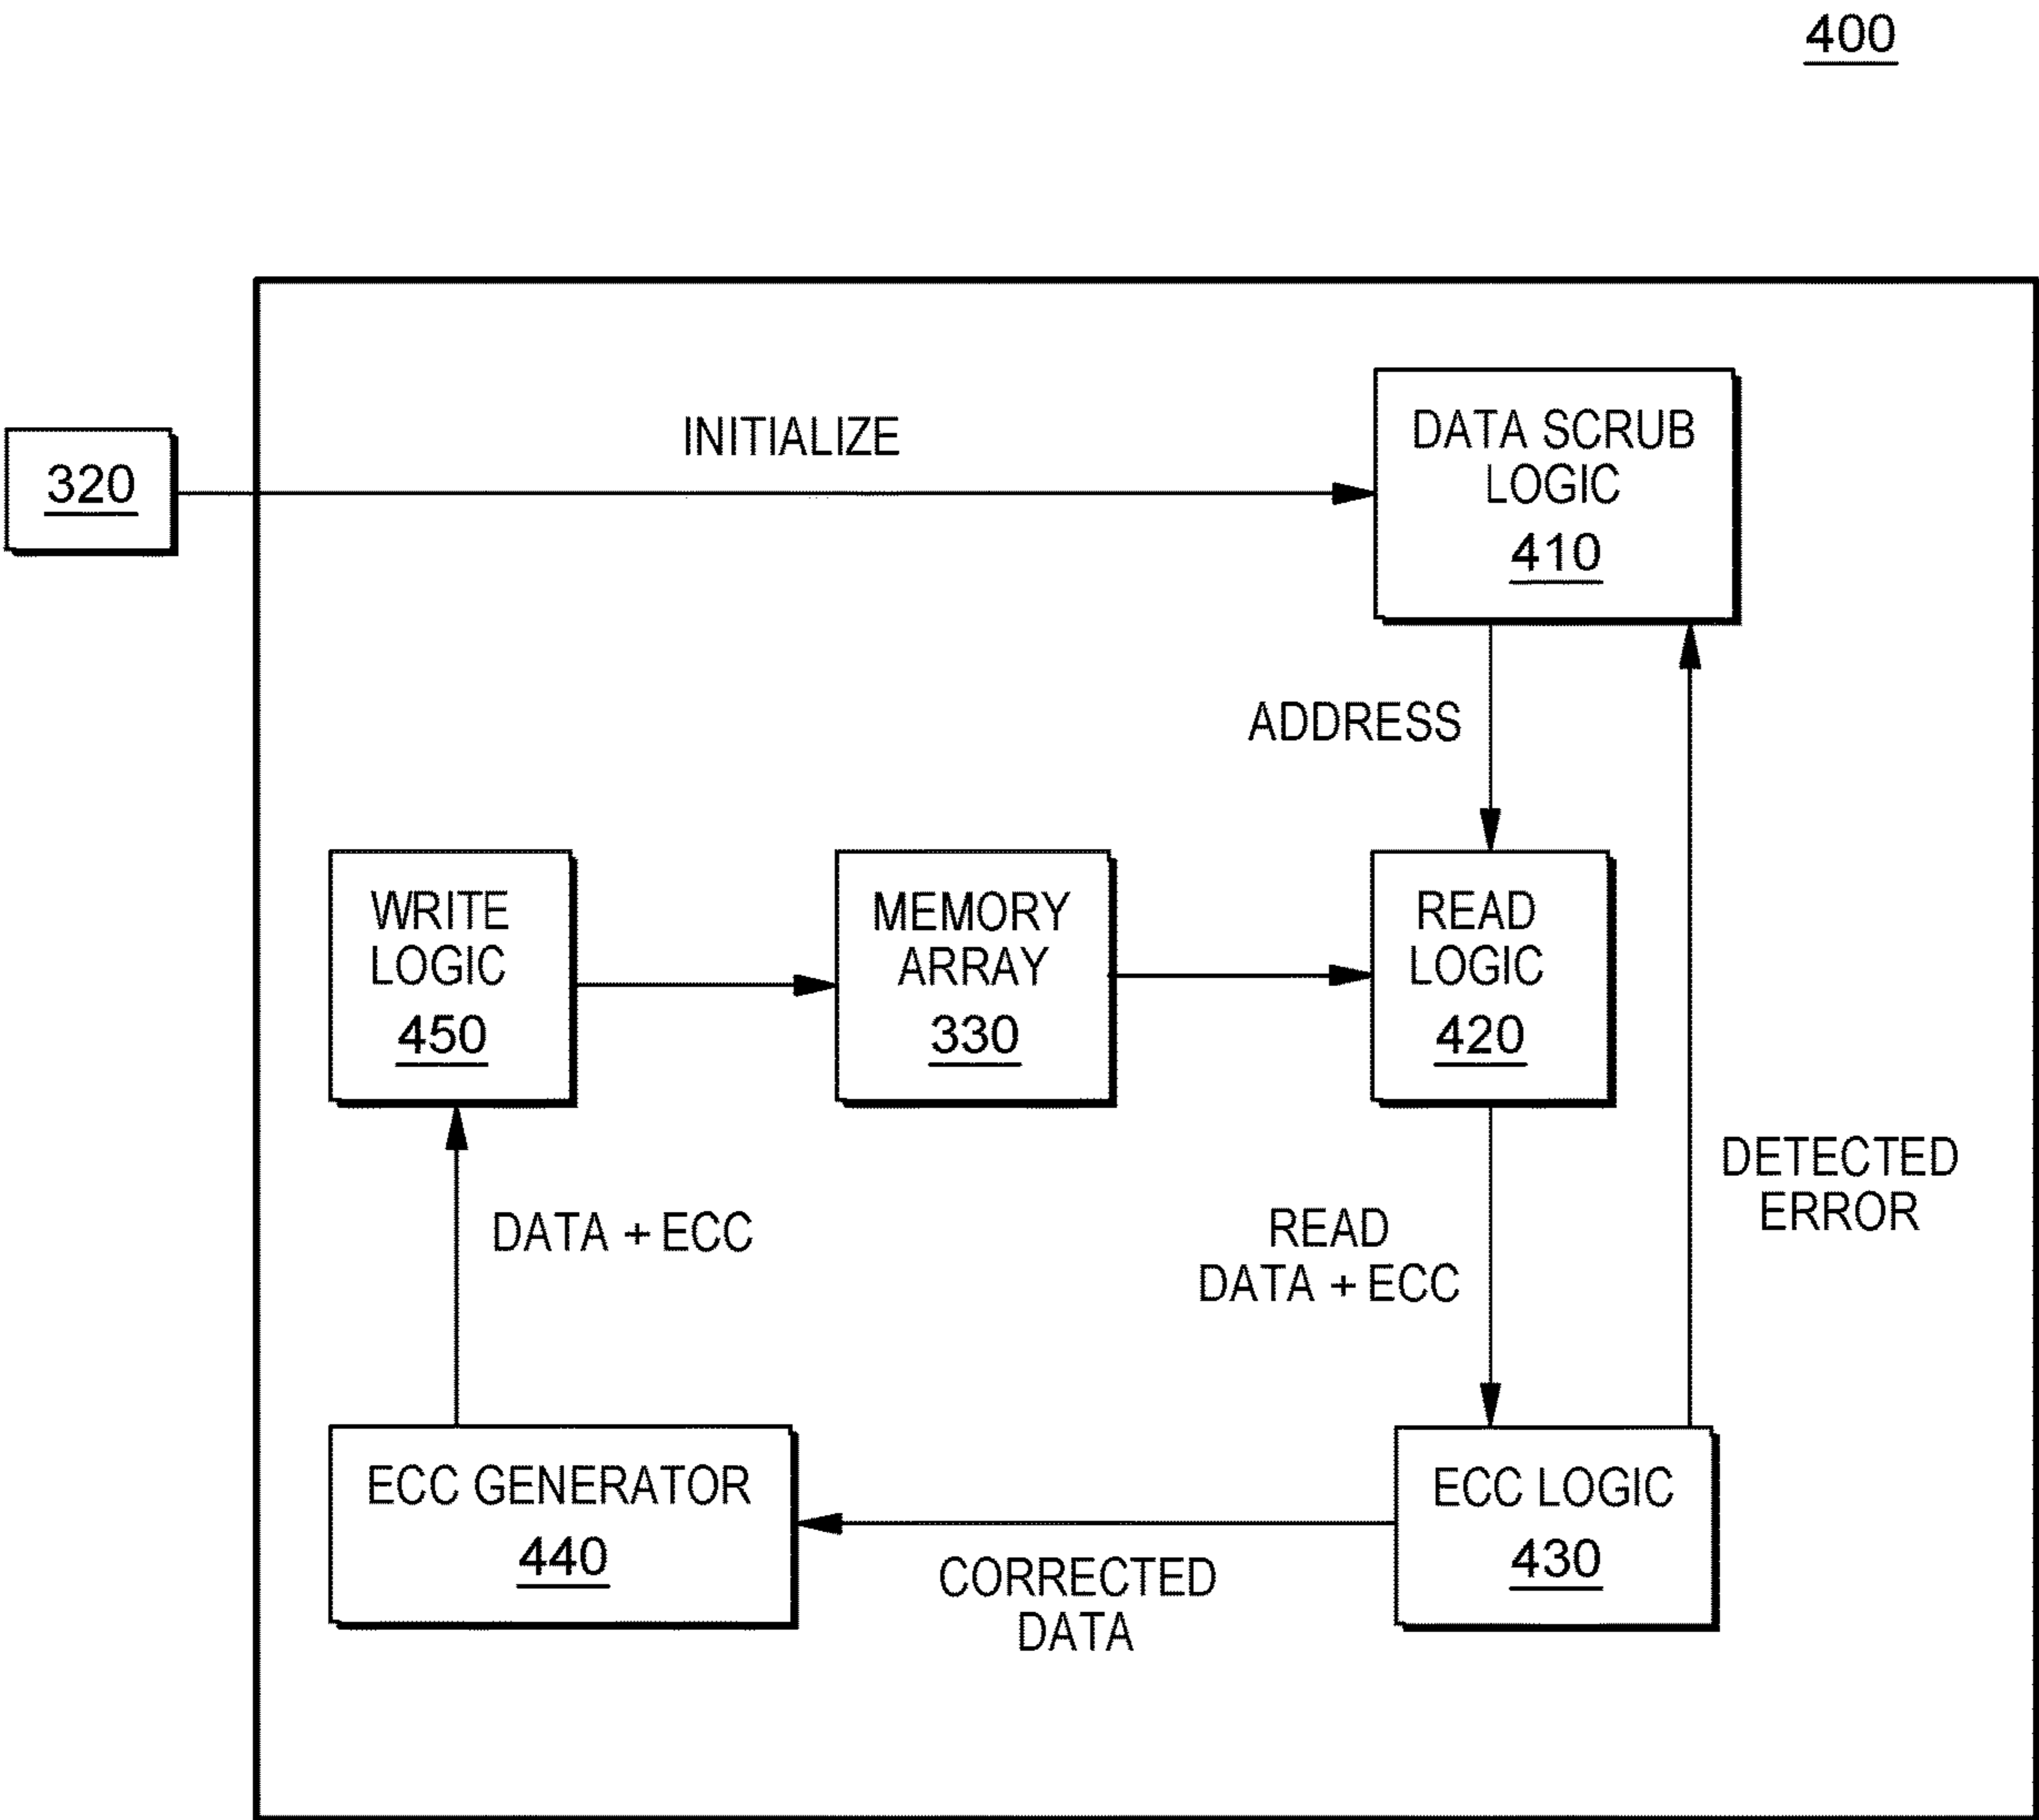 400
INITIALIZE
320
DATA SCRUB
LOGIC
410
ADDRESS
WRITE
LOGIC
450
MEMORY
ARRAY
330
READ
LOGIC
420
DETECTED
ERROR
DATA + ECC
READ
DATA + ECC
ECC GENERATOR
440
CORRECTED
DATA
ECC LOGIC
430